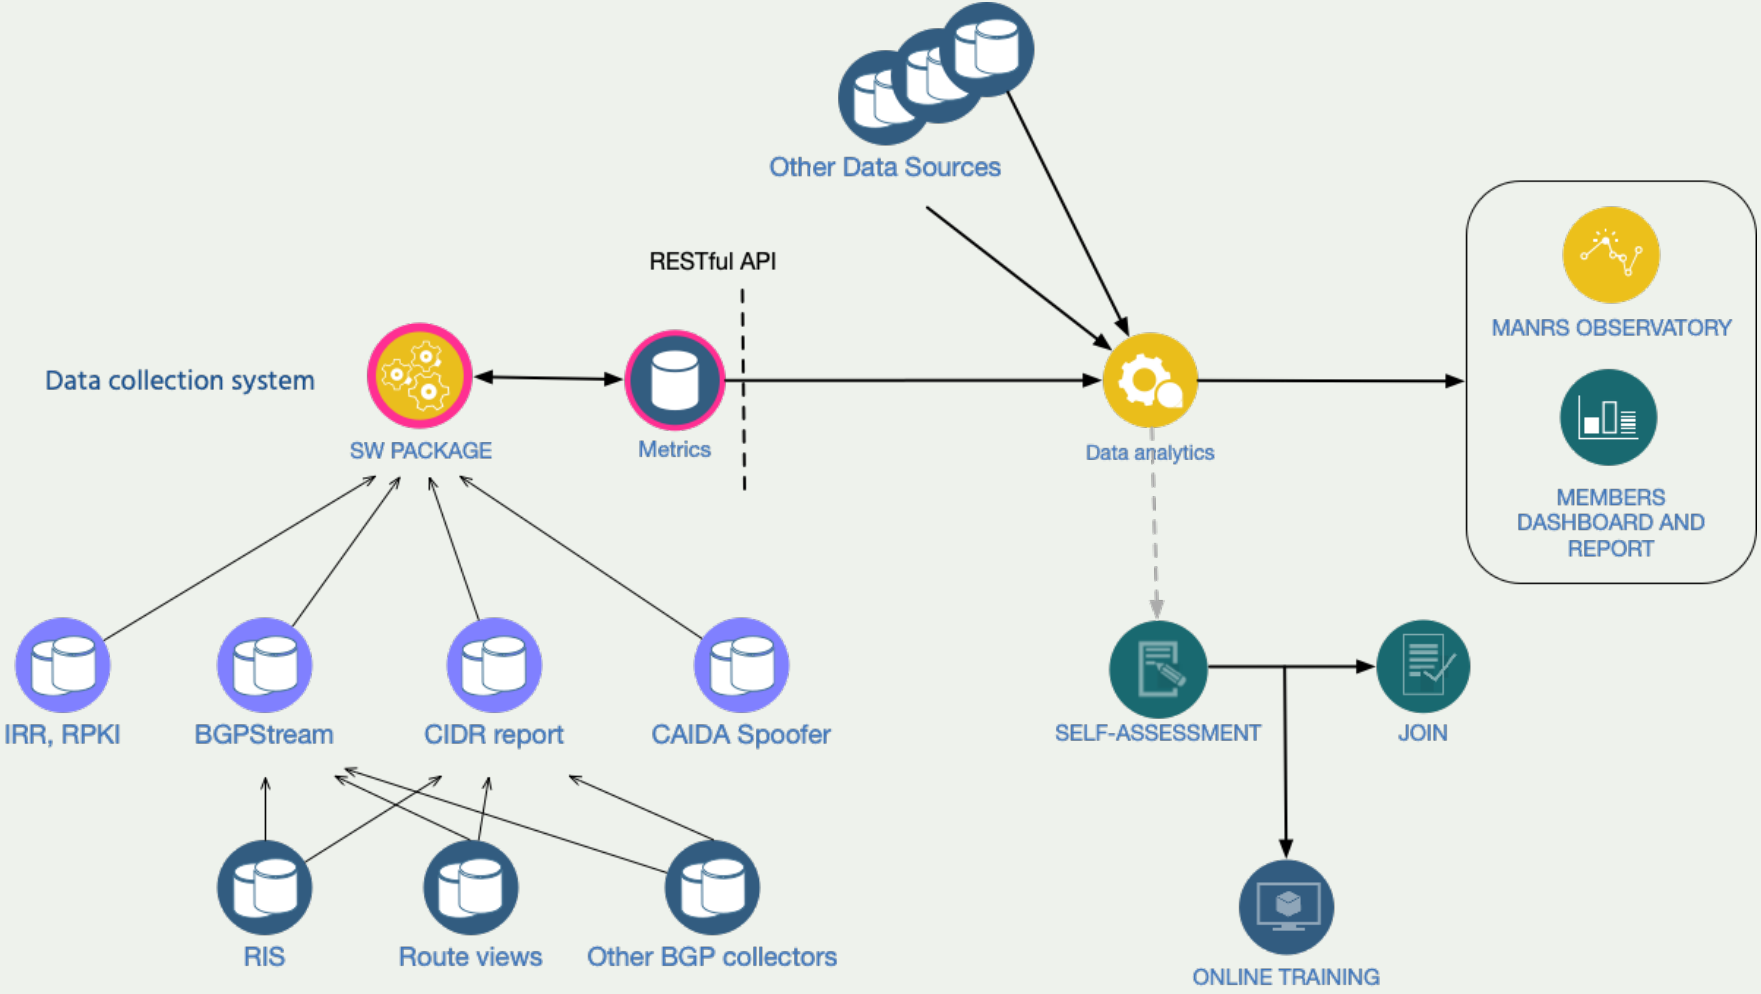 Other Data Sources
RESTful API
MANRS OBSERVATORY
Data collection system
SW PACKAGE
Metrics
Data analytics
MEMBERS
DASHBOARD AND
REPORT
IRR, RPKI
BGPStream
CIDR report
CAIDA Spoofer
SELF-ASSESSMENT
JOIN
RIS
Route views
Other BGP collectors
ONLINE TRAINING